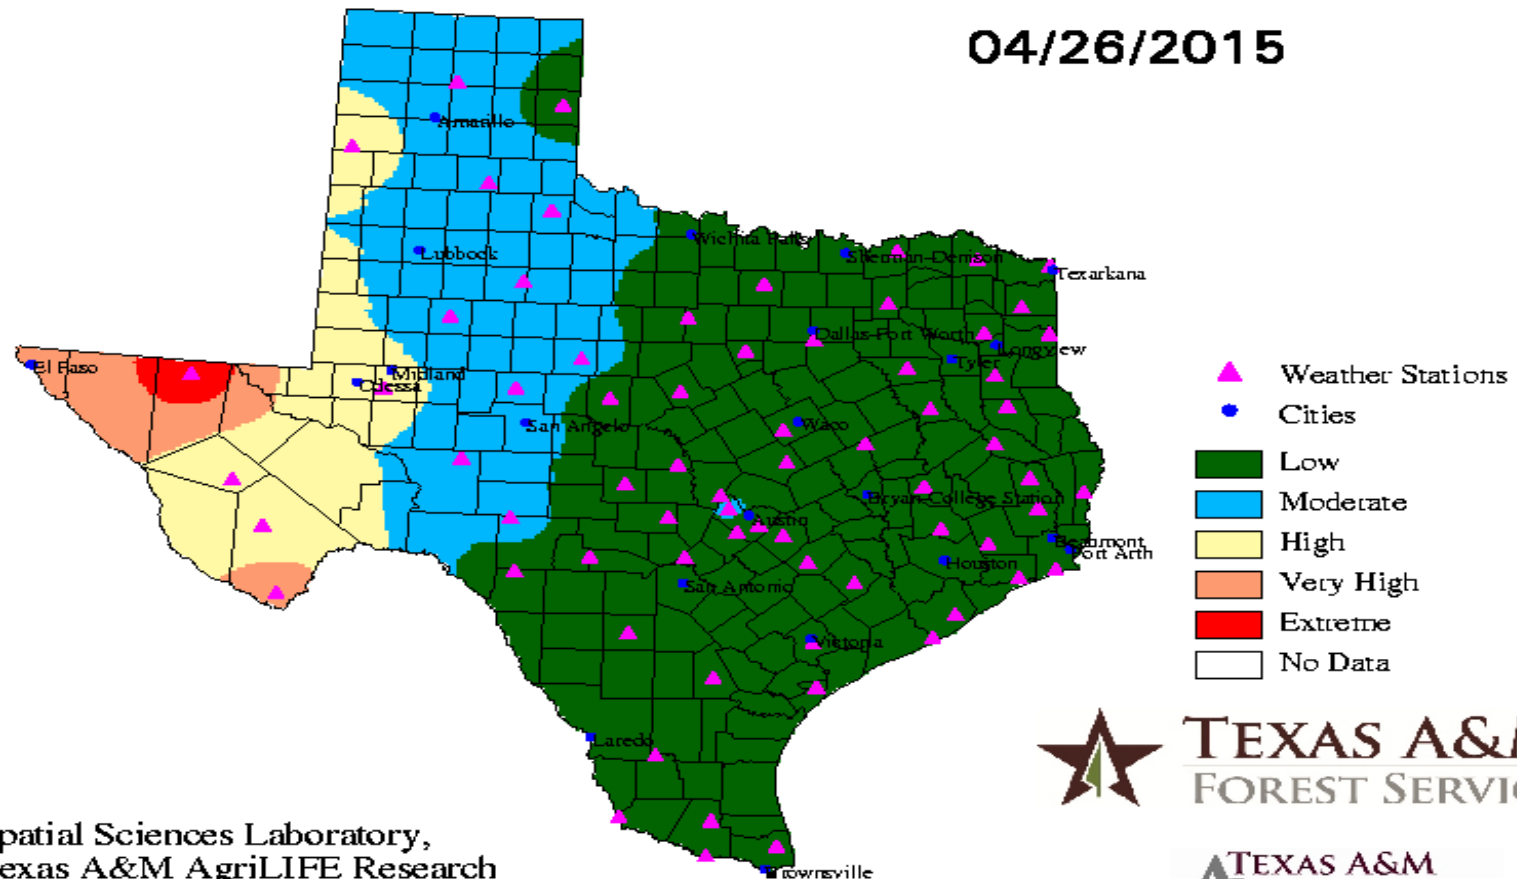 04/26/2015
Amarillo
Lubbock
Wichita Falls
Sherman-Denison
Texarkana
Dallas-Fort Worth
Longview
Tyler
El Paso
Midland
Odessa
San Angelo
Waco
Bryan-College Station
Austin
Beaumont
Port Arth
Houston
San Antonio
Victoria
Laredo
rownsville
Weather Stations
Cities
Low
Moderate
High
Very High
Extreme
No Data
TEXAS A&M
FOREST SERVIC
patial Sciences Laboratory,
exas A&M AgriLIFE Research
TEXAS A&M